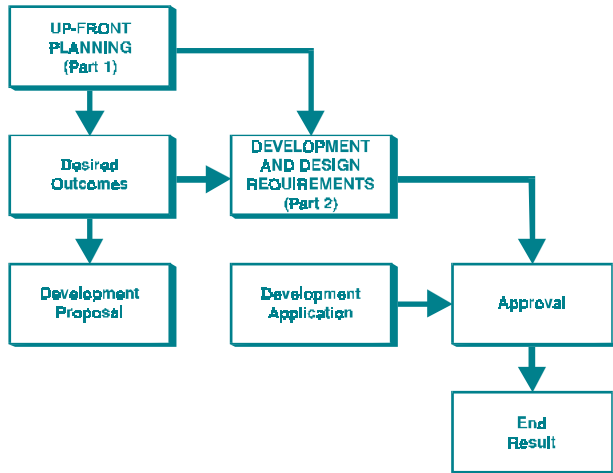 UP-FRONT
PLANNING
(Part 1)
Desired
Outcomes
DEVELOPMENT
AND DESIGN
REQUIREMENTS
(Part 2)
Development
Proposal
Development
Application
Approval
End
Result